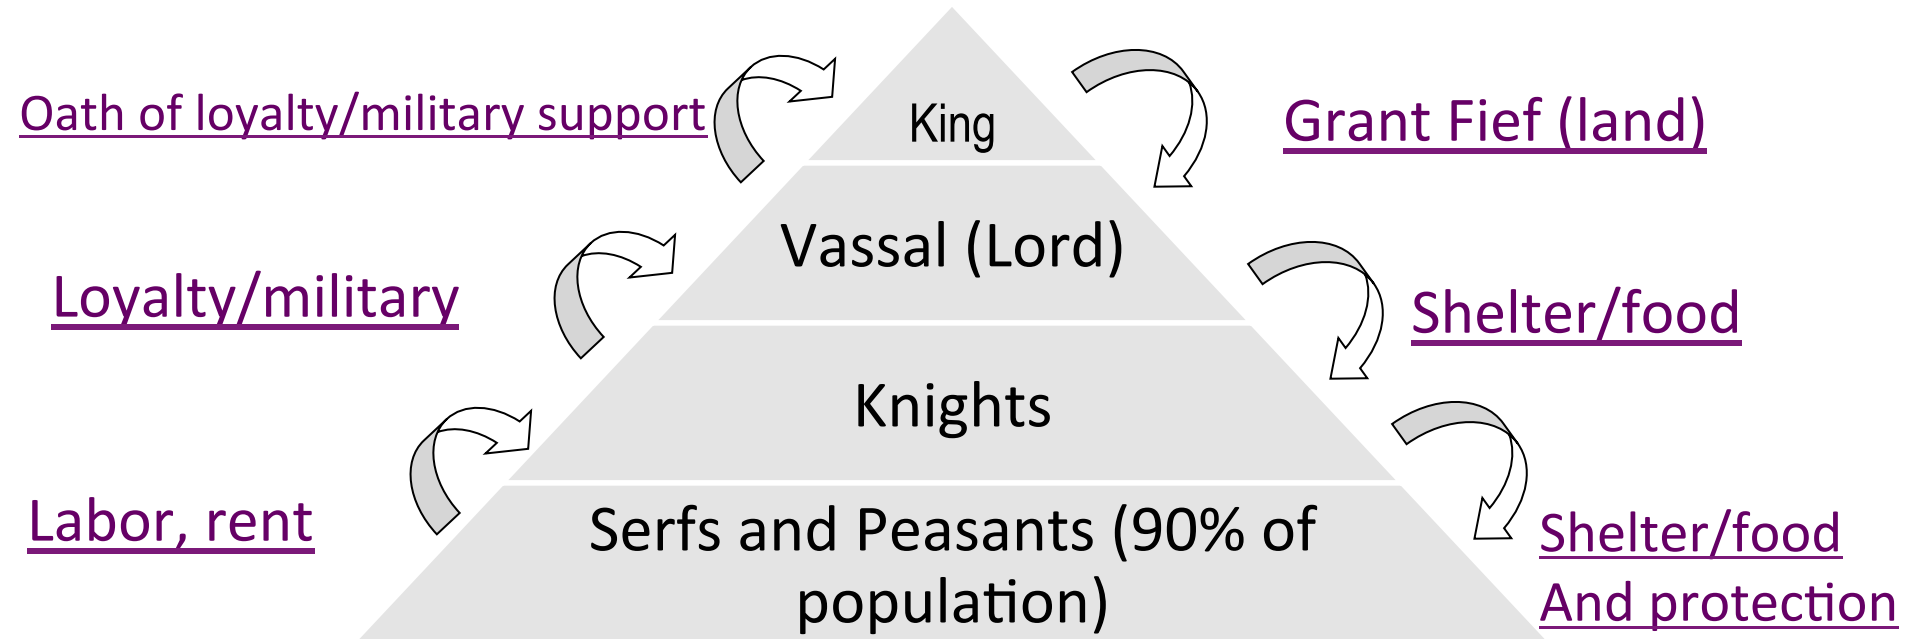 Oath of loyalty/military support
King
Grant Fief (land)
Vassal (Lord)
Loyalty/military
Shelter/food
Knights
Labor, rent
Serfs and Peasants (90% of
population)
Shelter/food
And protection